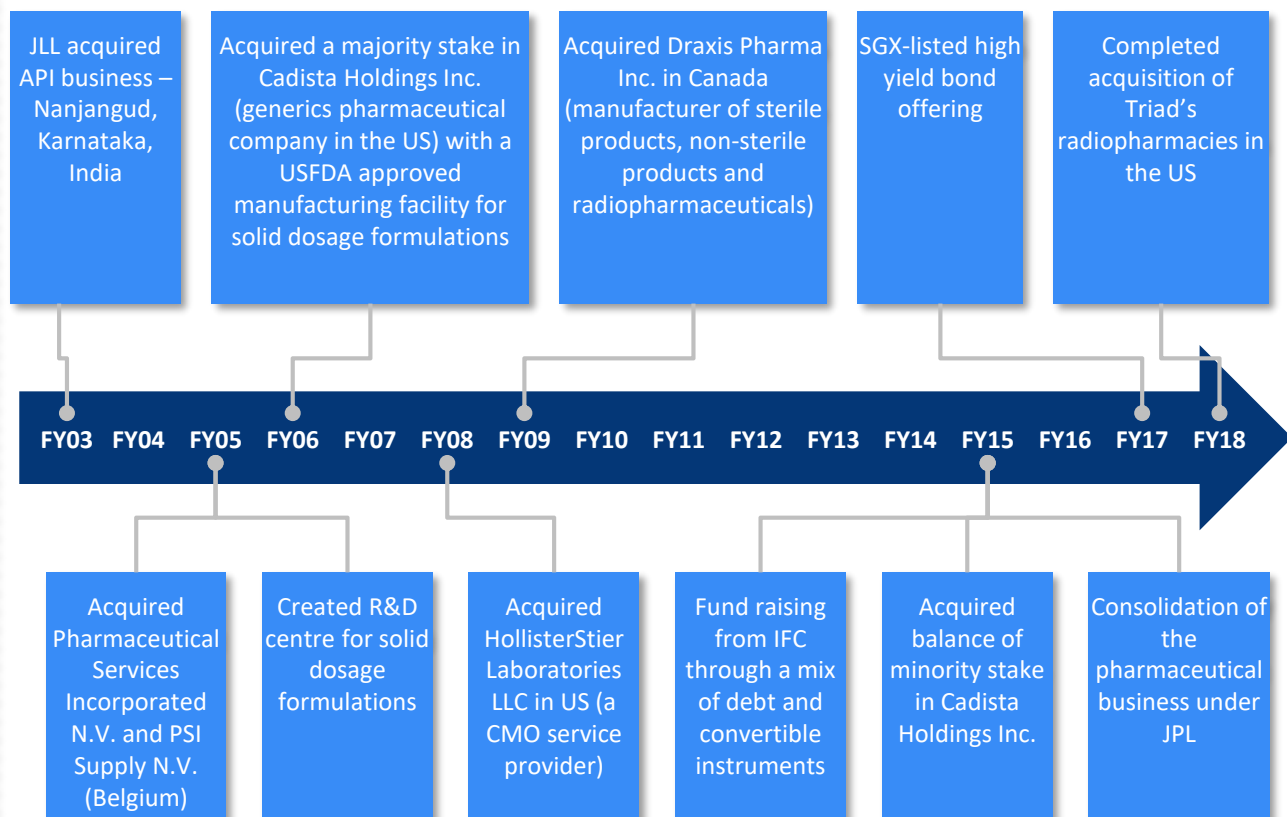 JLL acquired
API business –
Nanjangud,
Karnataka,
India
Acquired a majority stake in
Cadista Holdings Inc.
(generics pharmaceutical
company in the US) with a
USFDA approved
manufacturing facility for
solid dosage formulations
Acquired Draxis Pharma
Inc. in Canada
(manufacturer of sterile
products, non-sterile
products and
radiopharmaceuticals)
SGX-listed high
yield bond
offering
Completed
acquisition of
Triad’s
radiopharmacies in
the US
FY03 FY04 FY05 FY06 FY07 FY08 FY09 FY10 FY11 FY12 FY13 FY14 FY15 FY16 FY17 FY18
Acquired
Pharmaceutical
Services
Incorporated
N.V. and PSI
Supply N.V.
(Belgium)
Created R&D
centre for solid
dosage
formulations
Acquired
HollisterStier
Laboratories
LLC in US (a
CMO service
provider)
Fund raising
from IFC
through a mix
of debt and
convertible
instruments
Acquired
balance of
minority stake
in Cadista
Holdings Inc.
Consolidation of
the
pharmaceutical
business under
JPL